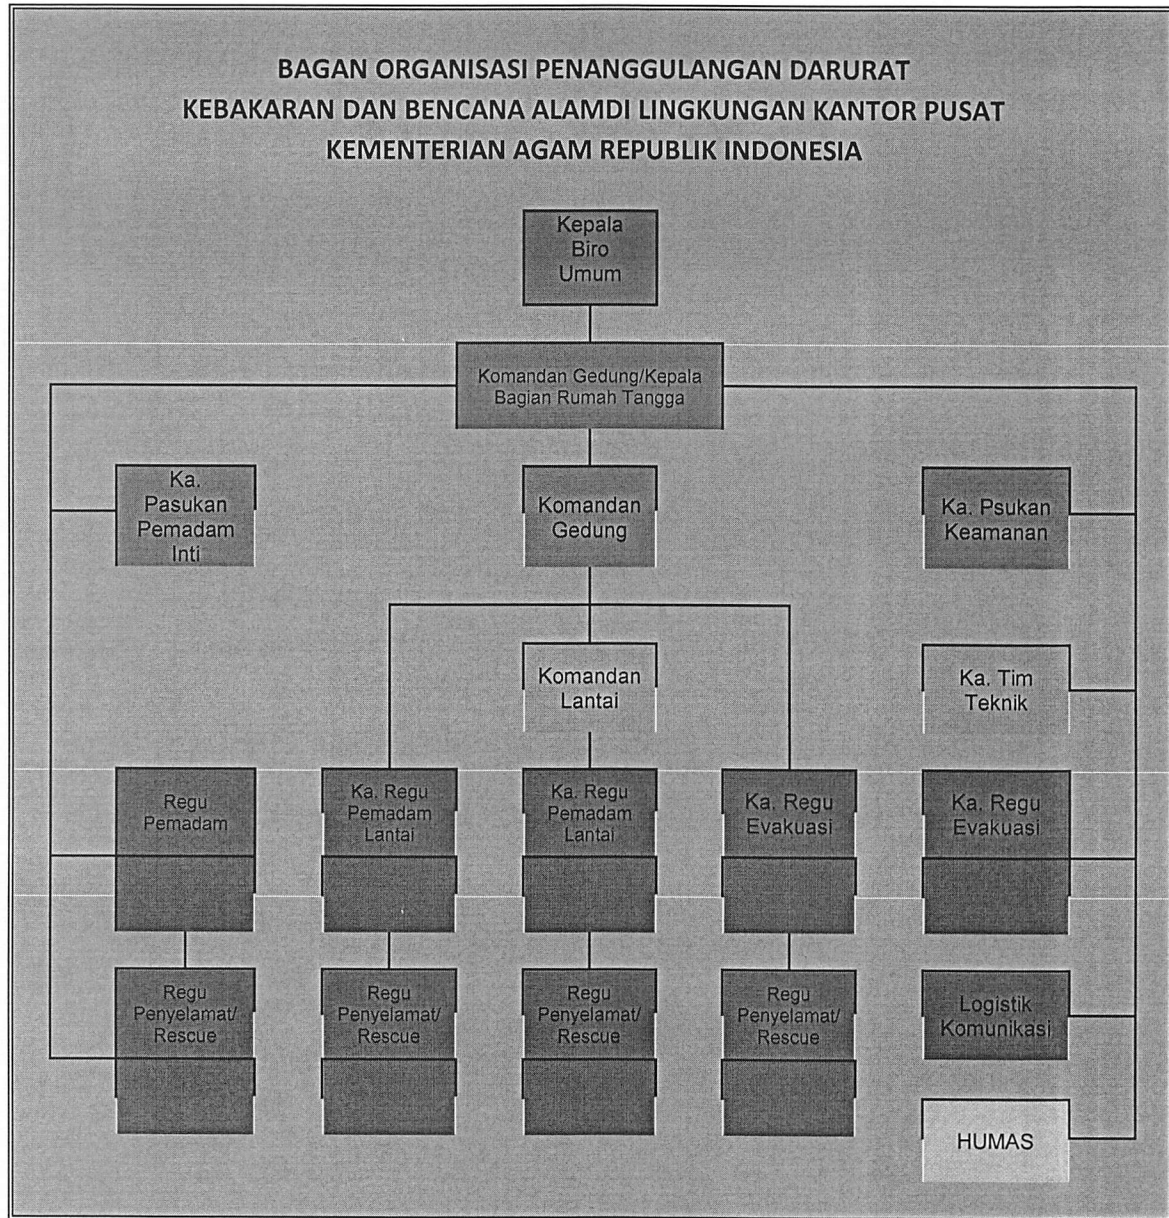 BAGAN ORGANISASI PENANGGULANGAN DARURAT
KEBAKARAN DAN BENCANA ALAMDI LINGKUNGAN KANTOR PUSAT
KEMENTERIAN AGAM REPUBLIK INDONESIA
Kepala
Biro
Umum
Komandan Gedung/Kepala
Bagian Rumah Tangga
Ka.
Pasukan
Pemadam
Inti
Komandan
Gedung
Ka. Psukan
Keamanan
Komandan
Lantai
Ka. Tim
Teknik
Regu
Pemadam
Ka. Regu
Pemadam
Lantai
Ka. Regu
Pemadam
Lantai
Ka. Regu
Evakuasi
Ka. Regu
Evakuasi
Regu
Penyelamat/
Rescue
Regu
Penyelamat/
Rescue
Regu
Penyelamat/
Rescue
Regu
Penyelamat/
Rescue
Logistik
Komunikasi
HUMAS